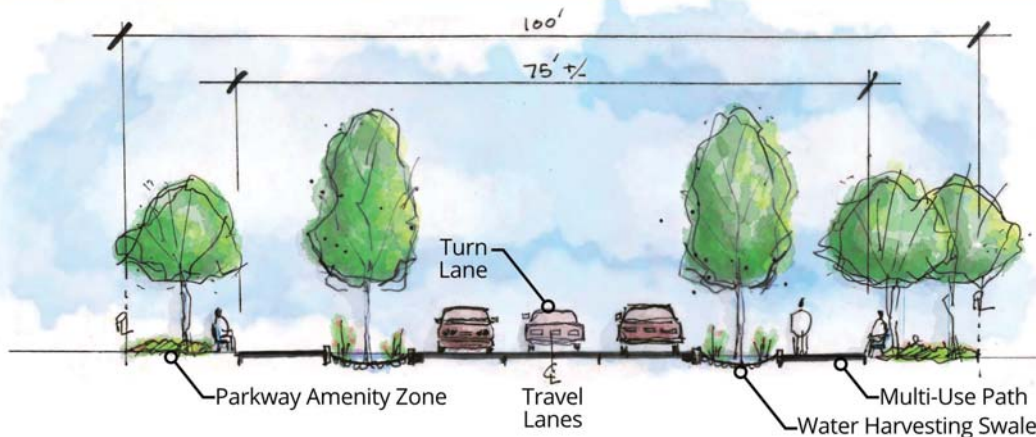 100'
75' +/-
Turn
Lane
Parkway Amenity Zone
Travel
Lanes
Multi-Use Path
Water Harvesting Swale